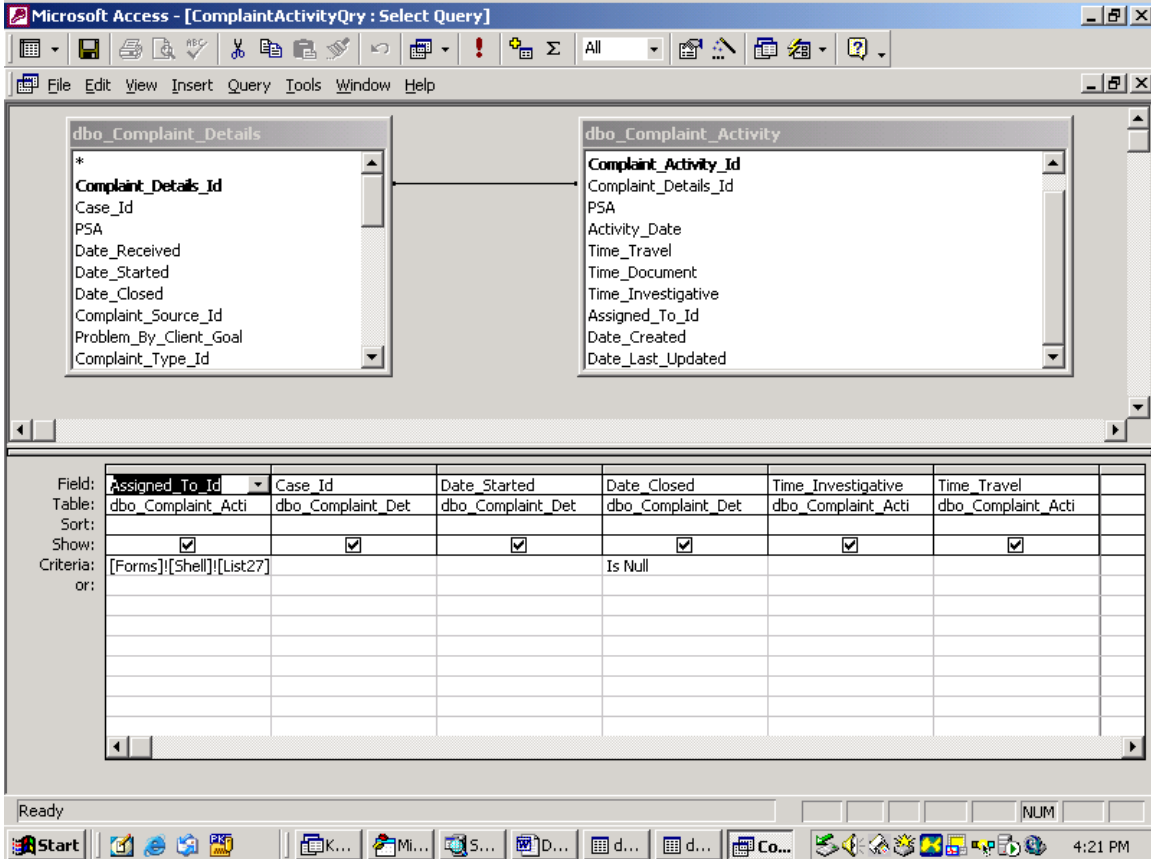 Microsoft Access - [ComplaintActivityQry : Select Query]
ABC All
File Edit View Insert Query Tools Window Help
dbo_Complaint_Details
*
Complaint_Details_Id
Case_Id
PSA
Date_Received
Date_Started
Date_Closed
Complaint_Source_Id
Problem_By_Client_Goal
Complaint_Type_Id
dbo_Complaint_Activity
Complaint_Activity_Id
Complaint_Details_Id
PSA
Activity_Date
Time_Travel
Time_Document
Time_Investigative
Assigned_To_Id
Date_Created
Date_Last_Updated
Field: Assigned_To_Id Case_Id Date_Started Date_Closed Time_Investigative Time_Travel
Table: dbo_Complaint_Acti dbo_Complaint_Det dbo_Complaint_Det dbo_Complaint_Det dbo_Complaint_Acti dbo_Complaint_Acti
Sort:
Show:
Criteria: [Forms]![Shell]![List27] Is Null
or:
Ready NUM
Start K... Mi... S... D... d... d... Co... 4:21 PM